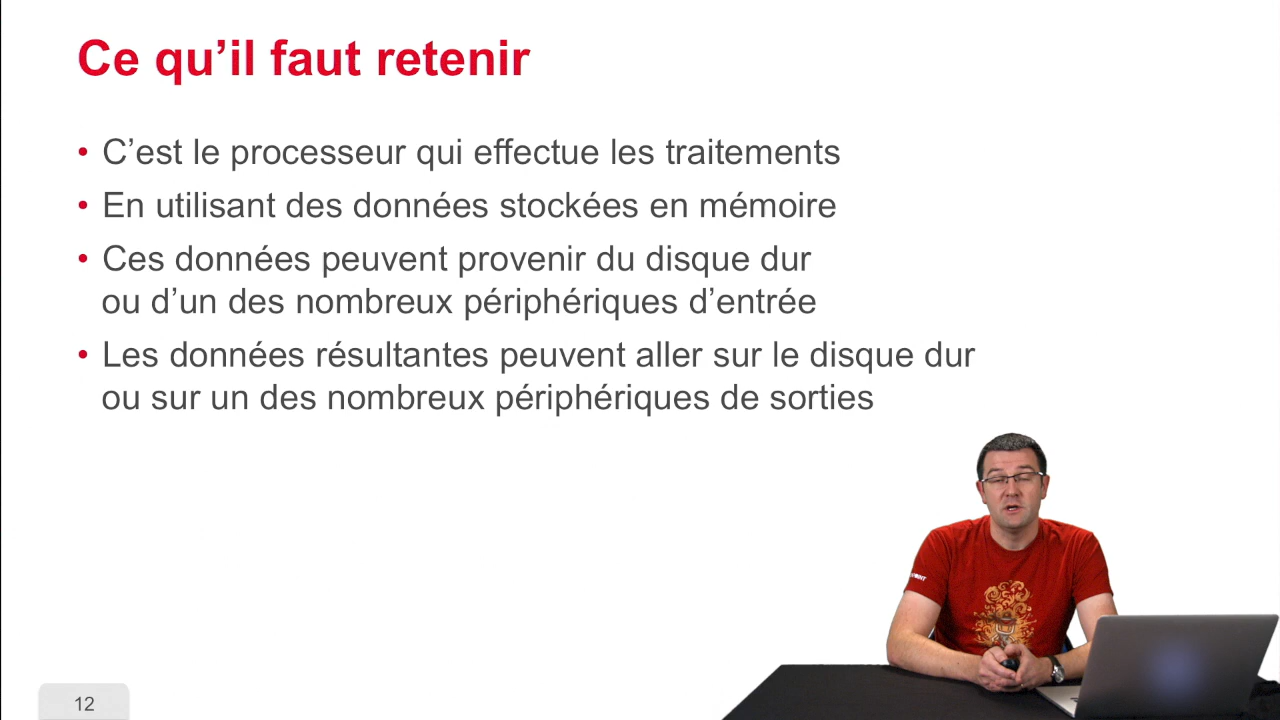 Ce qu’il faut retenir
• C’est le processeur qui effectue les traitements
• En utilisant des données stockées en mémoire
• Ces données peuvent provenir du disque dur
ou d’un des nombreux périphériques d’entrée
• Les données résultantes peuvent aller sur le disque dur
ou sur un des nombreux périphériques de sorties
12